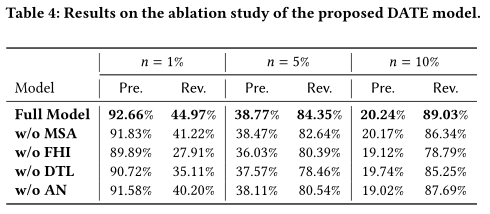 Table 4: Results on the ablation study of the proposed DATE model.
n = 1% n = 5% n = 10%
Model Pre. Rev. Pre. Rev. Pre. Rev.
Full Model 92.66% 44.97% 38.77% 84.35% 20.24% 89.03%
w/o MSA 91.83% 41.22% 38.47% 82.64% 20.17% 86.34%
w/o FHI 89.89% 27.91% 36.03% 80.39% 19.12% 78.79%
w/o DTL 90.72% 35.11% 37.57% 78.46% 19.74% 85.25%
w/o AN 91.58% 40.20% 38.11% 80.54% 19.02% 87.69%